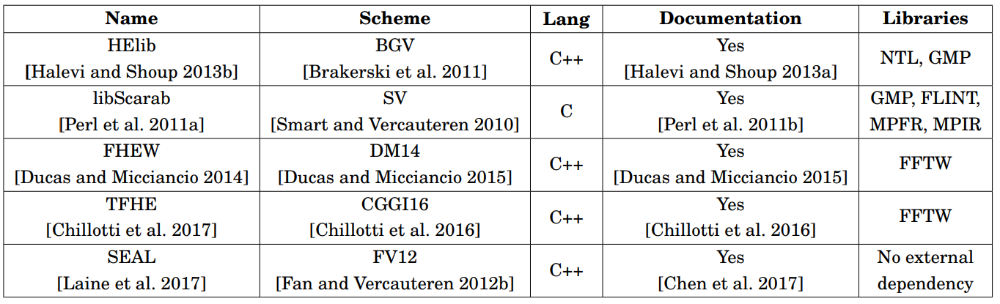 Name Scheme Lang Documentation Libraries
HElib BGV C++ Yes NTL, GMP
[Halevi and Shoup 2013b] [Brakerski et al. 2011] [Halevi and Shoup 2013a]
libScarab SV C Yes GMP, FLINT,
[Perl et al. 2011a] [Smart and Vercauteren 2010] [Perl et al. 2011b] MPFR, MPIR
FHEW DM14 C++ Yes FFTW
[Ducas and Micciancio 2014] [Ducas and Micciancio 2015] [Ducas and Micciancio 2015]
TFHE CGGI16 C++ Yes FFTW
[Chillotti et al. 2017] [Chillotti et al. 2016] [Chillotti et al. 2016]
SEAL FV12 C++ Yes No external
[Laine et al. 2017] [Fan and Vercauteren 2012b] [Chen et al. 2017] dependency